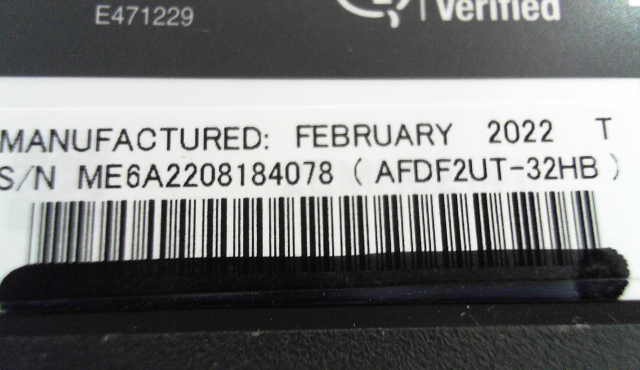 E471229
Verified
MANUFACTURED: FEBRUARY 2022 T
S/N ME6A2208184078 ( AFDF2UT-32HB )